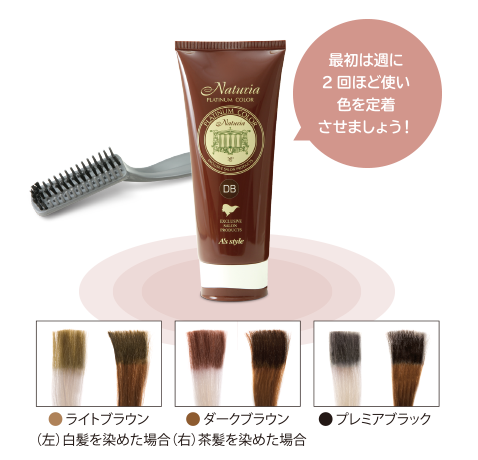 最初は週に
2回ほど使い
色を定着
させましょう!
Naturia
PLATINUM COLOR
PLATINUM COLOR
Naturia
DB
EXCLUSIVE
SALON
PRODUCTS
A's style
ライトブラウン
ダークブラウン
プレミアブラック
(左)白髪を染めた場合(右)茶髪を染めた場合